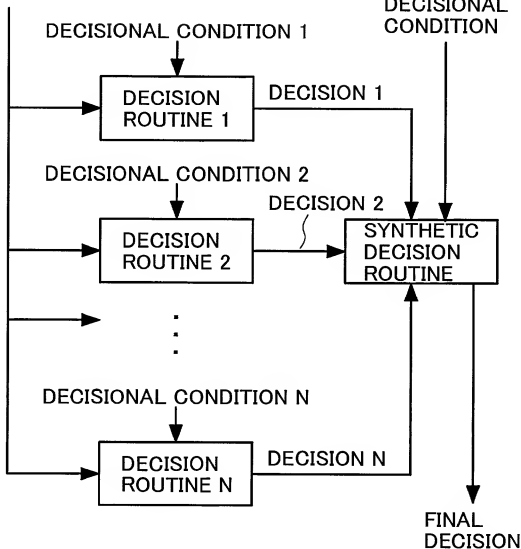 DECISIONAL
CONDITION
DECISIONAL CONDITION 1
DECISION
ROUTINE 1
DECISION 1
DECISIONAL CONDITION 2
DECISION
ROUTINE 2
DECISION 2
SYNTHETIC
DECISION
ROUTINE
DECISIONAL CONDITION N
DECISION
ROUTINE N
DECISION N
FINAL
DECISION